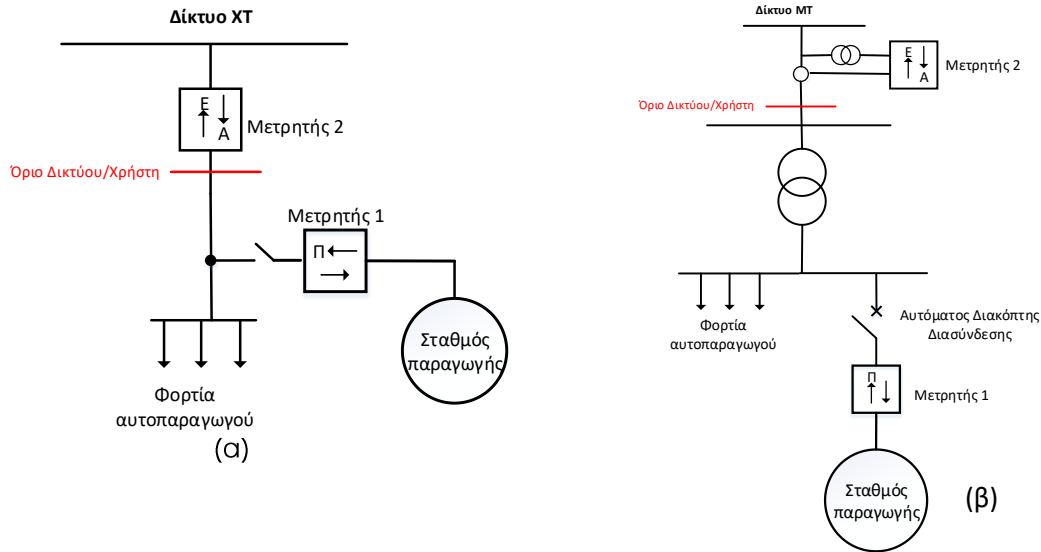 Δίκτυο ΧΤ
Ε
Α
Μετρητής 2
Όριο Δικτύου/Χρήστη
Μετρητής 1
Π
Σταθμός
παραγωγής
Φορτία
αυτοπαραγωγού
(α)
Δίκτυο ΜΤ
Ε
Α
Μετρητής 2
Όριο Δικτύου/Χρήστη
Φορτία
αυτοπαραγωγού
Αυτόματος Διακόπτης
Διασύνδεσης
Π
Μετρητής 1
Σταθμός
παραγωγής
(β)